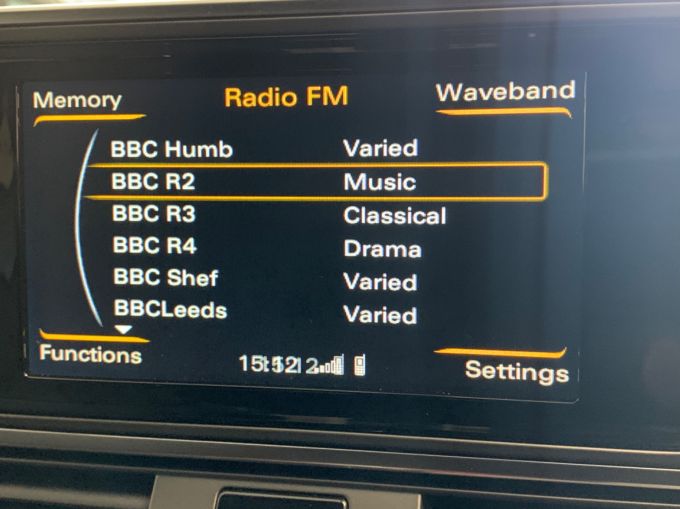 Memory Radio FM Waveband
BBC Humb Varied
BBC R2 Music
BBC R3 Classical
BBC R4 Drama
BBC Shef Varied
BBCLeeds Varied
Functions
Settings